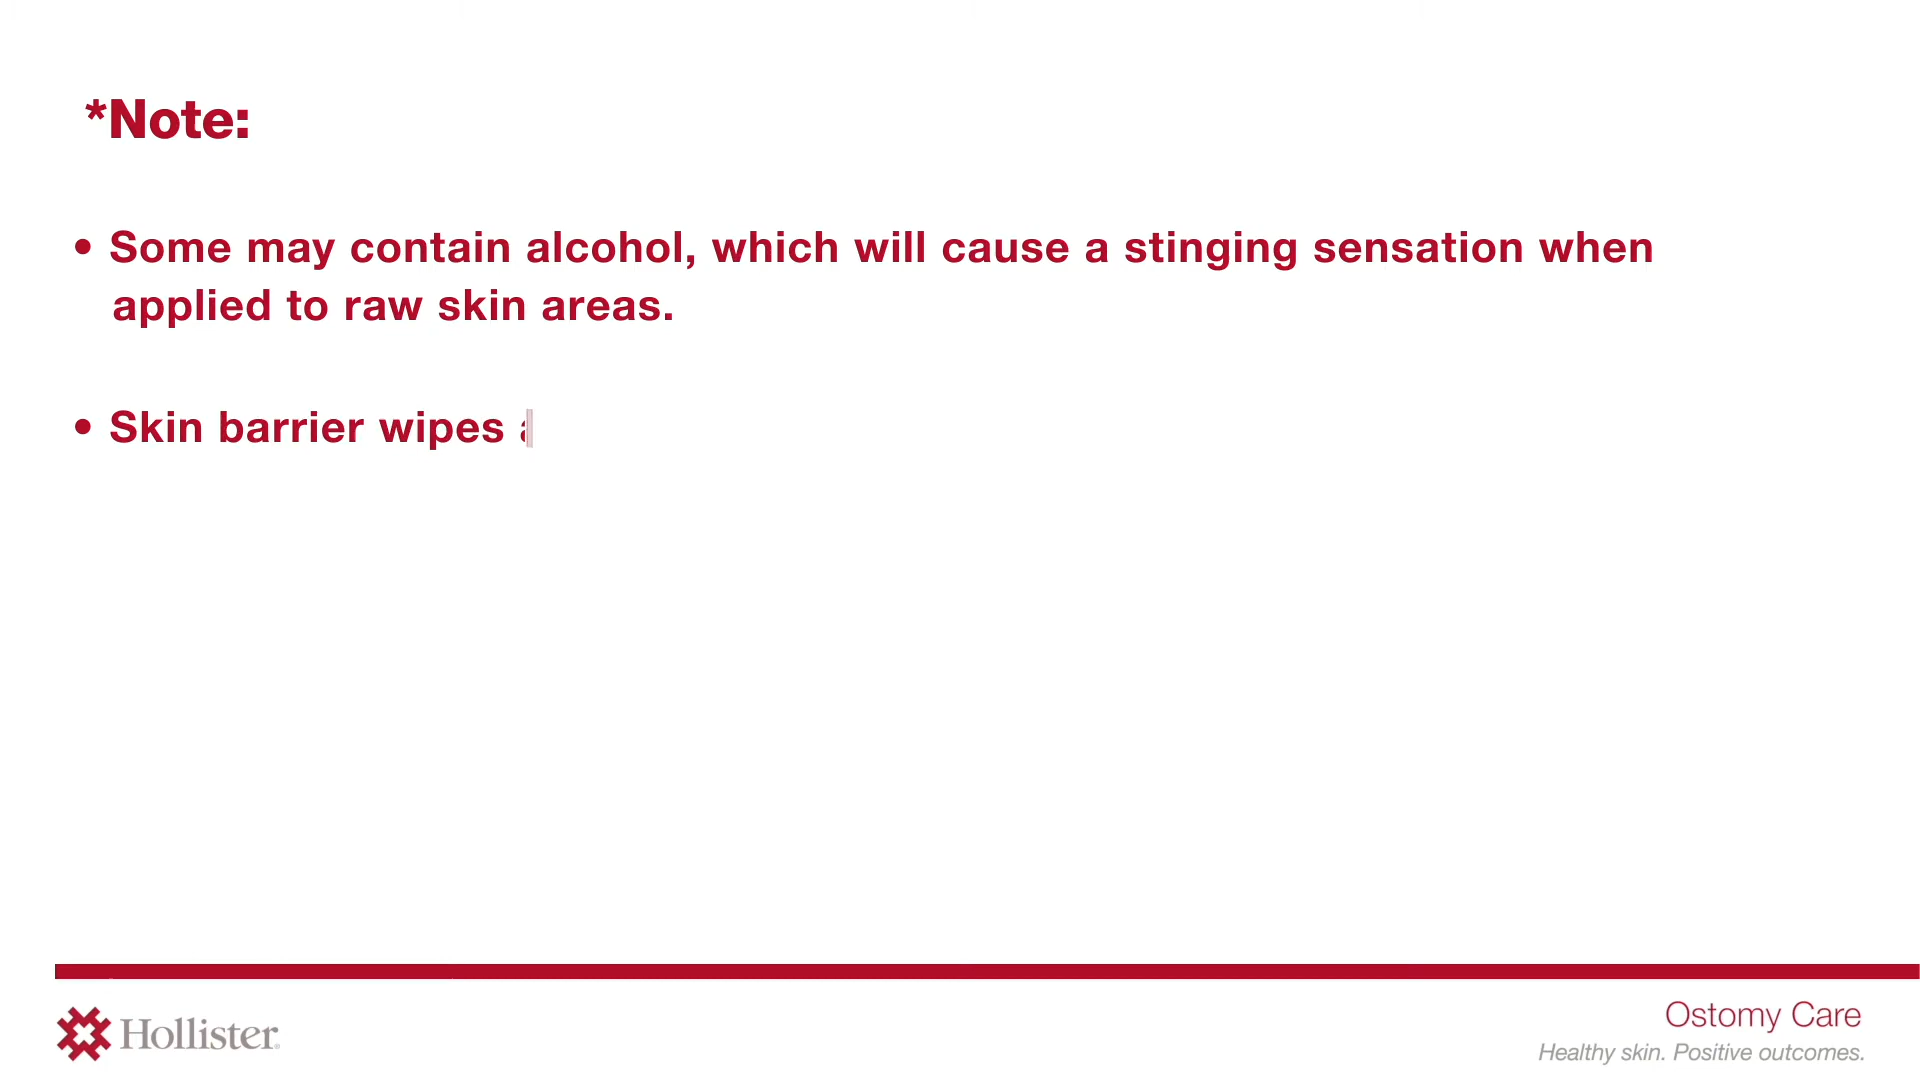 *Note:
• Some may contain alcohol, which will cause a stinging sensation when
applied to raw skin areas.
• Skin barrier wipes
Hollister
Ostomy Care
Healthy skin. Positive outcomes.